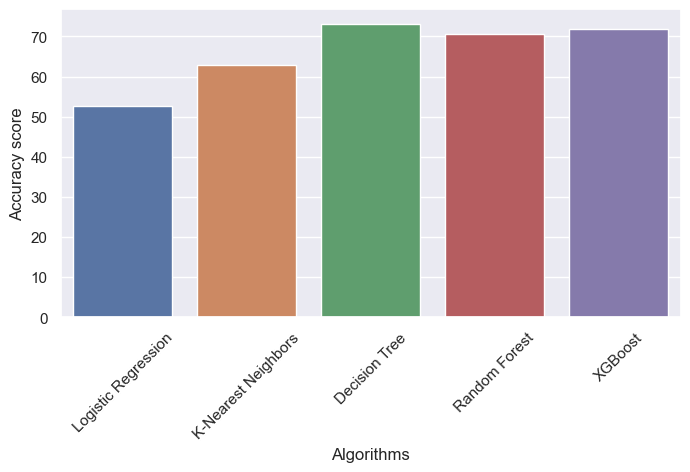 Accuracy score
70
60
50
40
30
20
10
0
Logistic Regression
K-Nearest Neighbors
Decision Tree
Random Forest
XGBoost
Algorithms